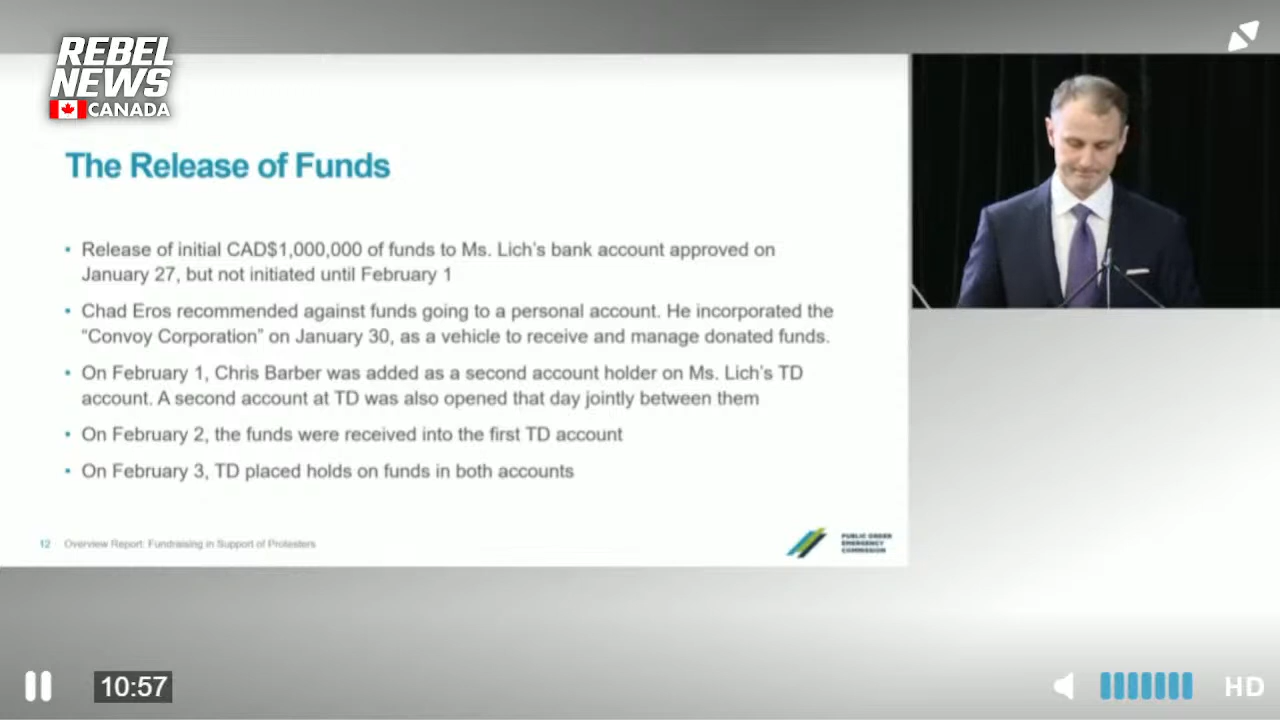 REBEL
NEWS
CANADA
The Release of Funds
• Release of initial CAD$1,000,000 of funds to Ms. Lich's bank account approved on
January 27, but not initiated until February 1
• Chad Eros recommended against funds going to a personal account. He incorporated the
“Convoy Corporation” on January 30, as a vehicle to receive and manage donated funds.
• On February 1, Chris Barber was added as a second account holder on Ms. Lich's TD
account. A second account at TD was also opened that day jointly between them
• On February 2, the funds were received into the first TD account
• On February 3, TD placed holds on funds in both accounts
12 Overview Report: Fundraising in Support of Protesters
PUBLIC ORDER
EMERGENCY
COMMISSION
10:57
HD